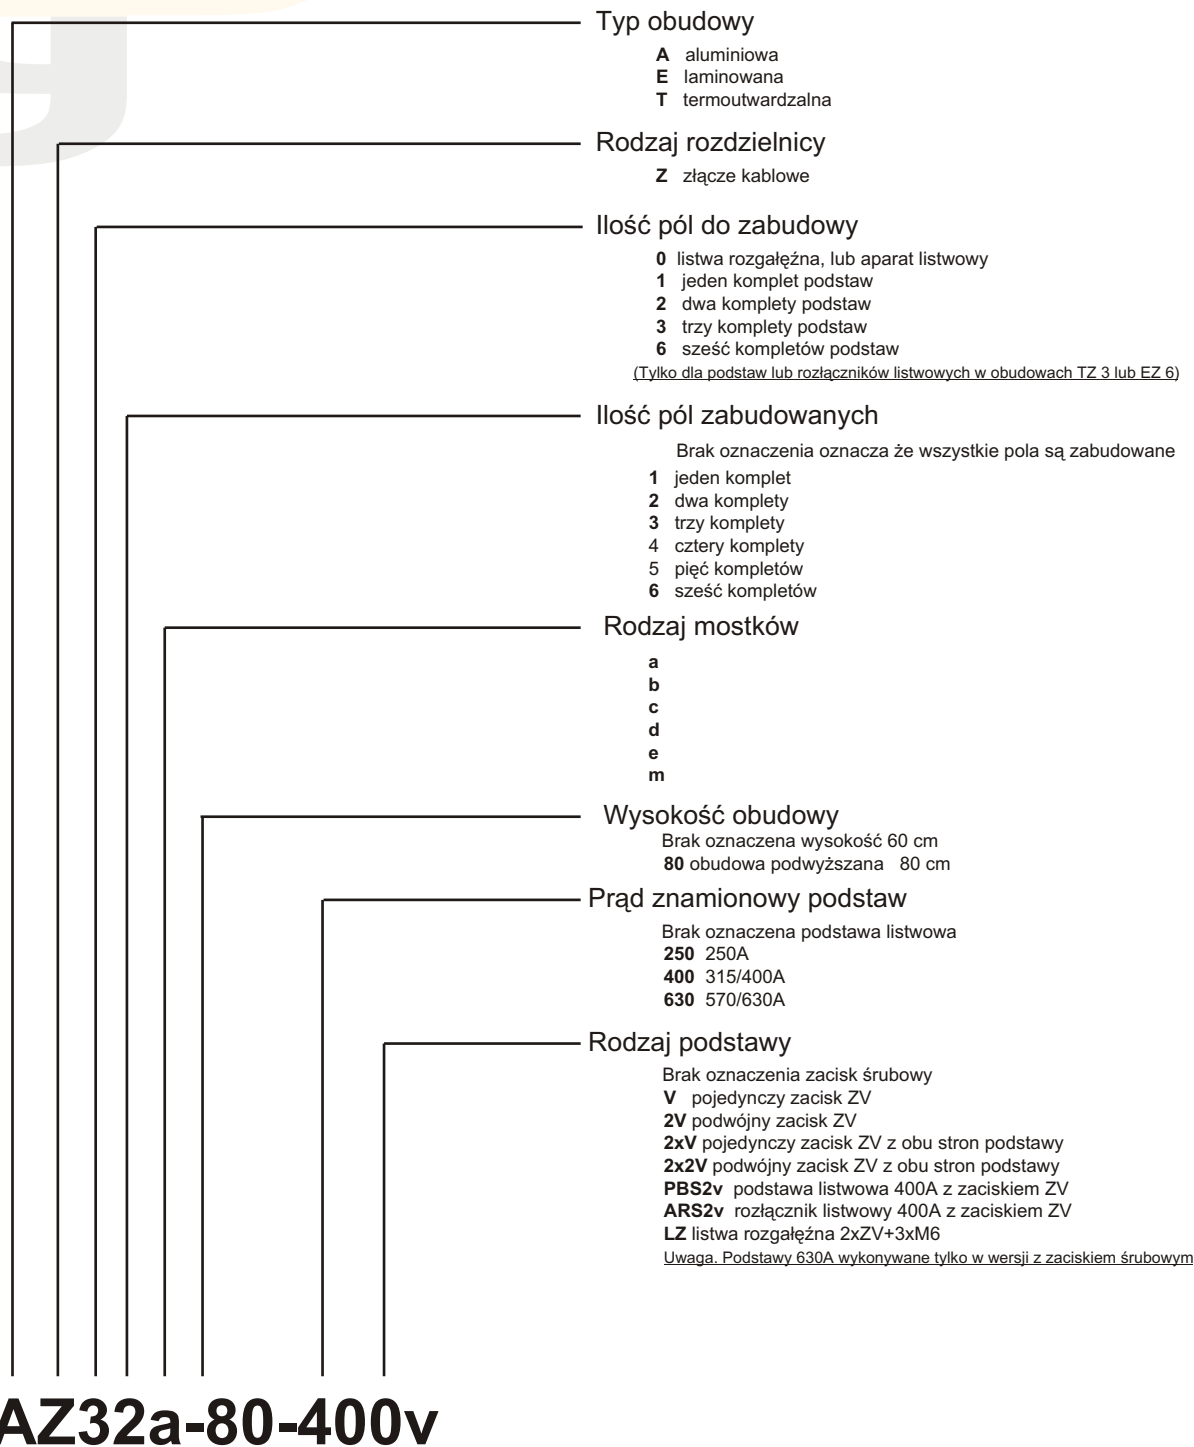 Typ obudowy
A aluminiowa
E laminowana
T termoutwardzalna
Rodzaj rozdzielnicy
Z złącze kablowe
Ilość pól do zabudowy
0 listwa rozgałęźna, lub aparat listwowy
1 jeden komplet podstaw
2 dwa komplety podstaw
3 trzy komplety podstaw
6 sześć kompletów podstaw
(Tylko dla podstaw lub rozłączników listwowych w obudowach TZ 3 lub EZ 6)
Ilość pól zabudowanych
Brak oznaczenia oznacza że wszystkie pola są zabudowane
1 jeden komplet
2 dwa komplety
3 trzy komplety
4 cztery komplety
5 pięć kompletów
6 sześć kompletów
Rodzaj mostków
a
b
c
d
e
m
Wysokość obudowy
Brak oznaczena wysokość 60 cm
80 obudowa podwyższana 80 cm
Prąd znamionowy podstaw
Brak oznaczena podstawa listwowa
250 250A
400 315/400A
630 570/630A
Rodzaj podstawy
Brak oznaczenia zacisk śrubowy
V pojedynczy zacisk ZV
2V podwójny zacisk ZV
2xV pojedynczy zacisk ZV z obu stron podstawy
2x2V podwójny zacisk ZV z obu stron podstawy
PBS2v podstawa listwowa 400A z zaciskiem ZV
ARS2v rozłącznik listwowy 400A z zaciskiem ZV
LZ listwa rozgałęźna 2xZV+3xM6
Uwaga. Podstawy 630A wykonywane tylko w wersji z zaciskiem śrubowym
AZ32a-80-400v